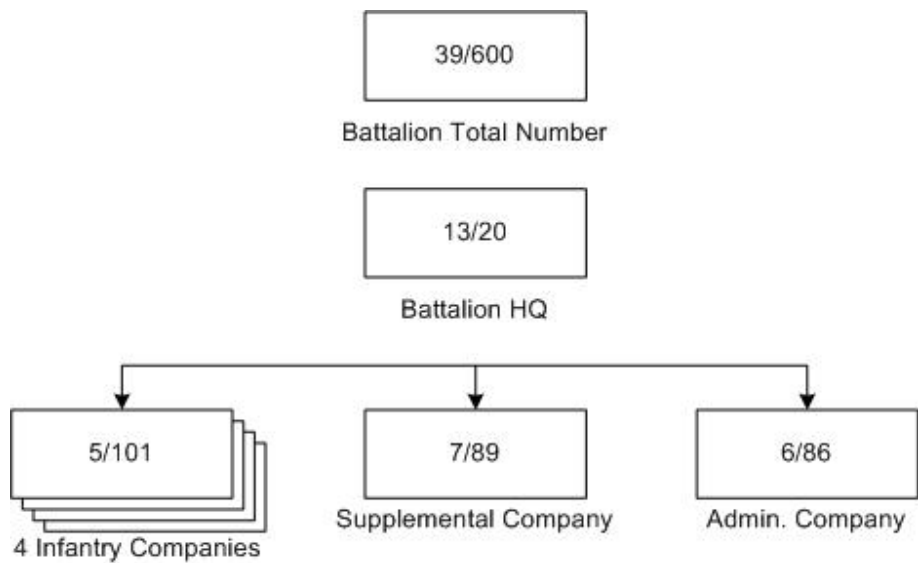 39/600
Battalion Total Number
13/20
Battalion HQ
5/101
4 Infantry Companies
7/89
Supplemental Company
6/86
Admin. Company